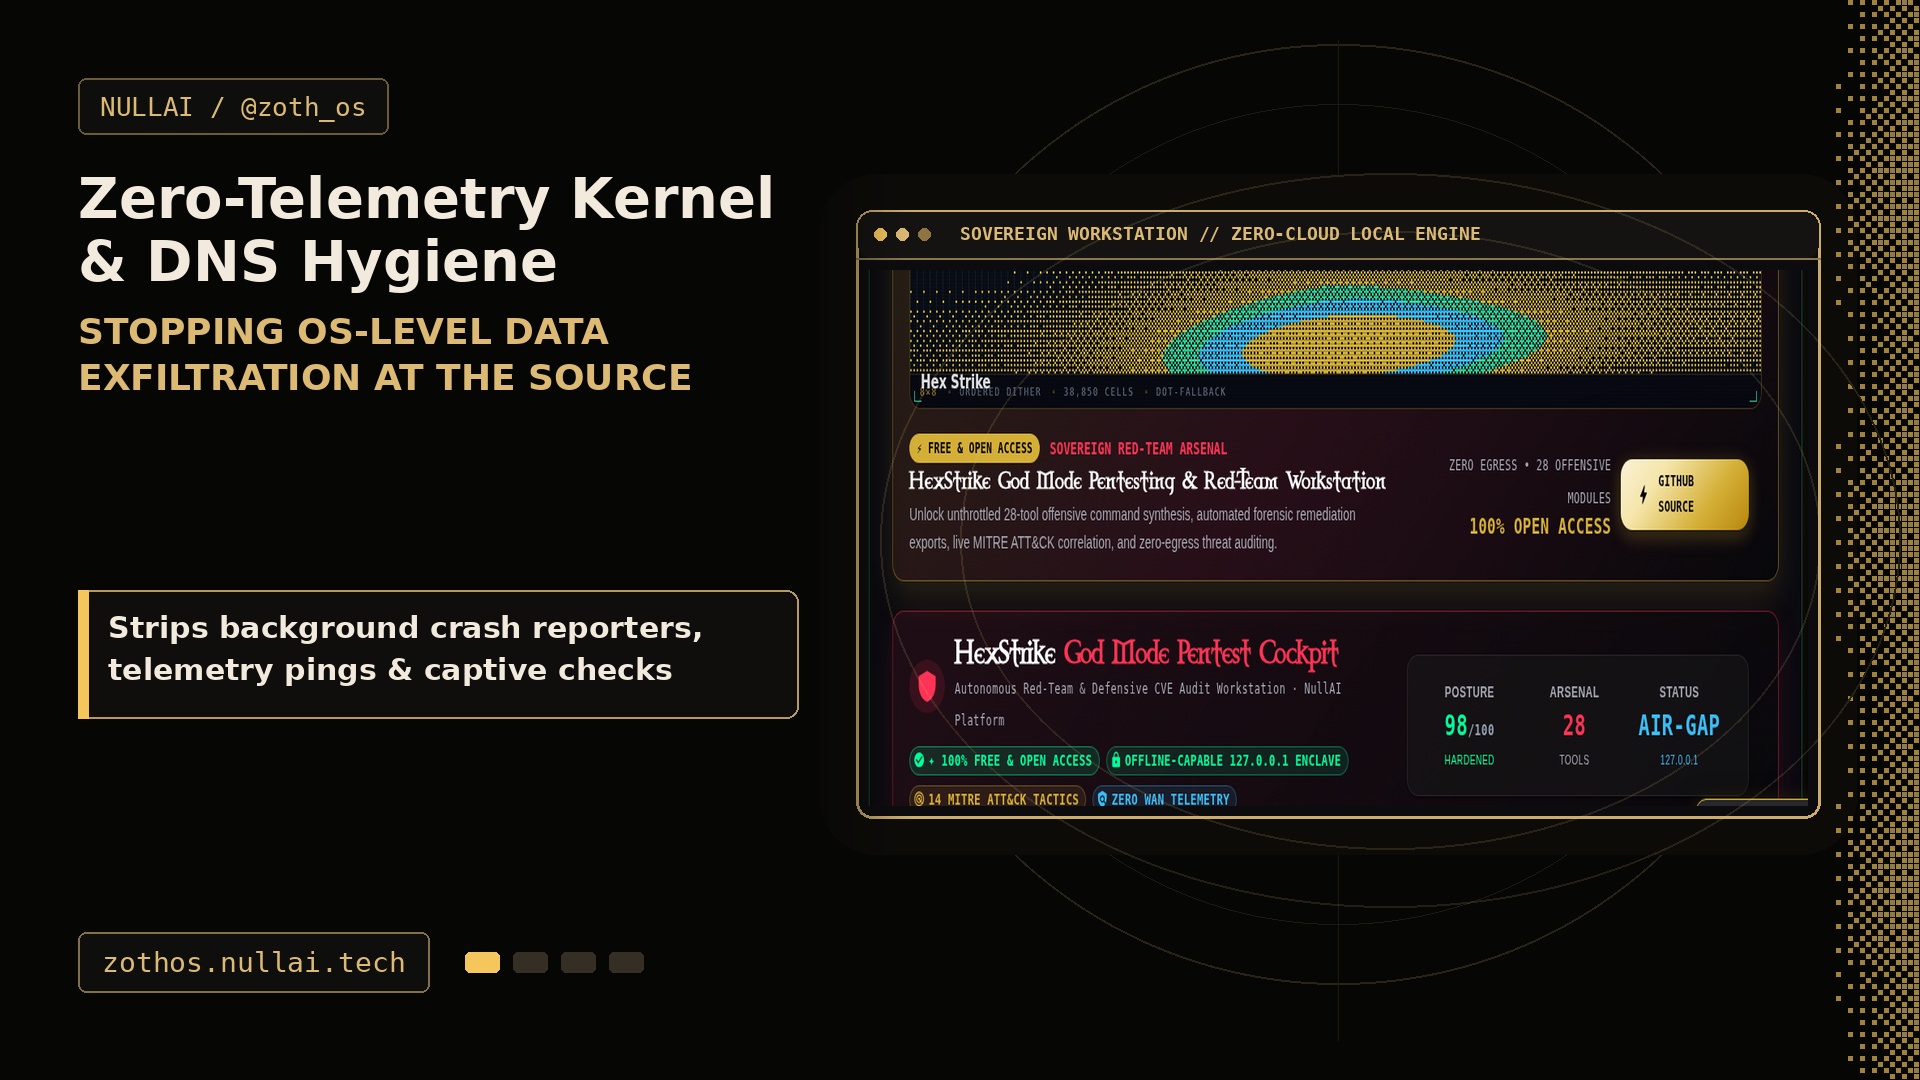 NULLAI / @zoth_os
Zero-Telemetry Kernel
& DNS Hygiene
STOPPING OS-LEVEL DATA
EXFILTRATION AT THE SOURCE
Strips background crash reporters,
telemetry pings & captive checks
zothos.nullai.tech
SOVEREIGN WORKSTATION // ZERO-CLOUD LOCAL ENGINE
Hex Strike
8×8 · ORDERED DITHER · 38,850 CELLS · DOT-FALLBACK
FREE & OPEN ACCESS SOVEREIGN RED-TEAM ARSENAL
HexStrike God Mode Pentesting & Red-Team Workstation
Unlock unthrottled 28-tool offensive command synthesis, automated forensic remediation
exports, live MITRE ATT&CK correlation, and zero-egress threat auditing.
ZERO EGRESS • 28 OFFENSIVE
MODULES
100% OPEN ACCESS
GITHUB
SOURCE
HexStrike God Mode Pentest Cockpit
Autonomous Red-Team & Defensive CVE Audit Workstation · NullAI
Platform
100% FREE & OPEN ACCESS
OFFLINE-CAPABLE 127.0.0.1 ENCLAVE
14 MITRE ATT&CK TACTICS
ZERO WAN TELEMETRY
POSTURE
98/100
HARDENED
ARSENAL
28
TOOLS
STATUS
AIR-GAP
127.0.0.1